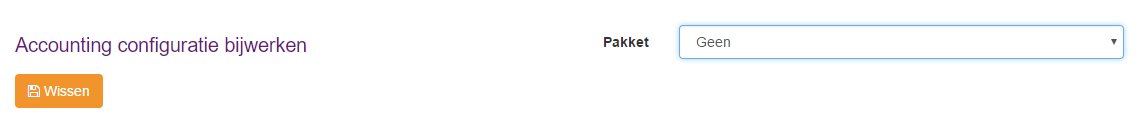 Accounting configuratie bijwerken
Pakket Geen
Wissen